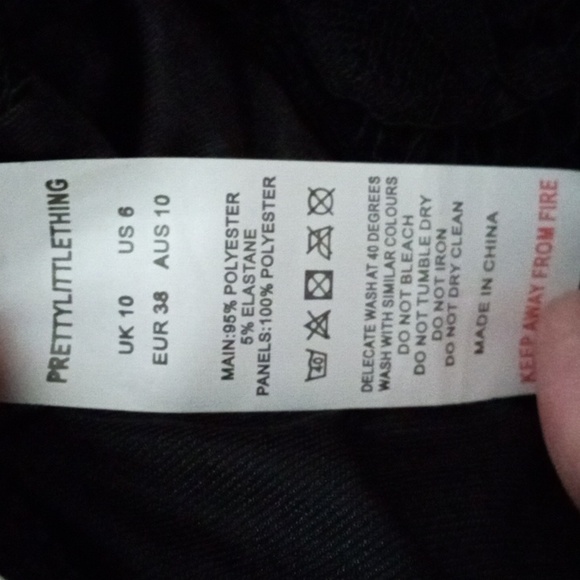 PRETTYLITTLETHING
UK 10 US 6
EUR 38 AUS 10
MAIN:95% POLYESTER
5% ELASTANE
PANELS:100% POLYESTER
40
DELECATE WASH AT 40 DEGREES
WASH WITH SIMILAR COLOURS
DO NOT BLEACH
DO NOT TUMBLE DRY
DO NOT IRON
DO NOT DRY CLEAN
MADE IN CHINA
KEEP AWAY FROM FIRE